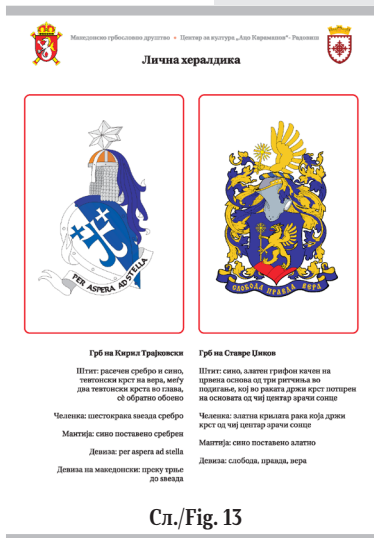 Македонско грбословно друштво • Центар за култура „Ацо Караманов“- Радовиш
Лична хералдика
PER ASPERA AD STELLA
СЛОБОДА ПРАВДА ВЕРА
Грб на Кирил Трајковски
Штит: расечен сребро и сино,
тевтонски крст на вера, меѓу
два тевтонски крста во глава,
сѐ обратно обоено
Челенка: шестокрака ѕвезда сребро
Мантија: сино поставено сребрен
Девиза: per aspera ad stella
Девиза на македонски: преку трње
до ѕвезда
Грб на Ставре Џиков
Штит: сино, златен грифон качен на
црвена основа од три ритчиња во
подигање, кој во раката држи крст потпрен
на основата од чиј центар зрачи сонце
Челенка: златна крилата рака која држи
крст од чиј центар зрачи сонце
Мантија: сино поставено златно
Девиза: слобода, правда, вера
Сл./Fig. 13